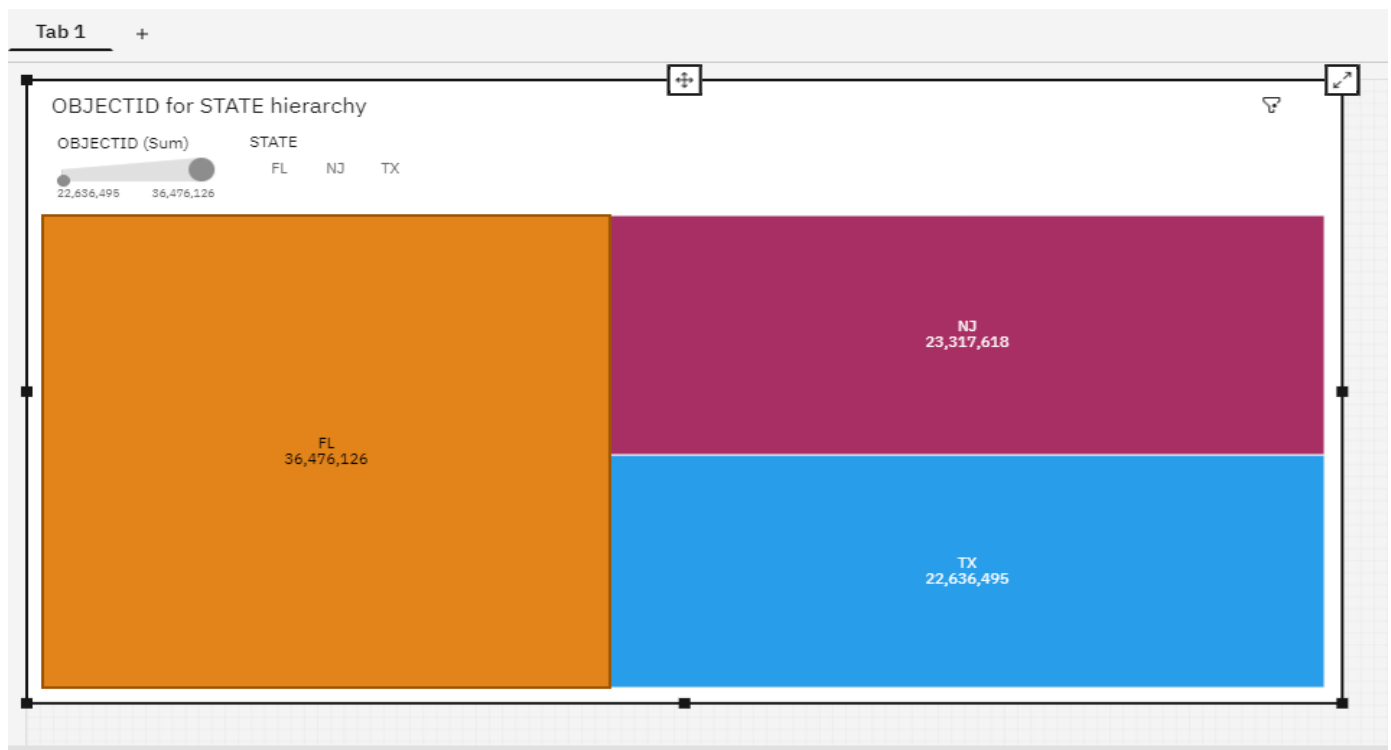 Tab 1 +
OBJECTID for STATE hierarchy
OBJECTID (Sum) STATE
FL NJ TX
22,636,495 36,476,126
NJ
23,317,618
FL
36,476,126
TX
22,636,495